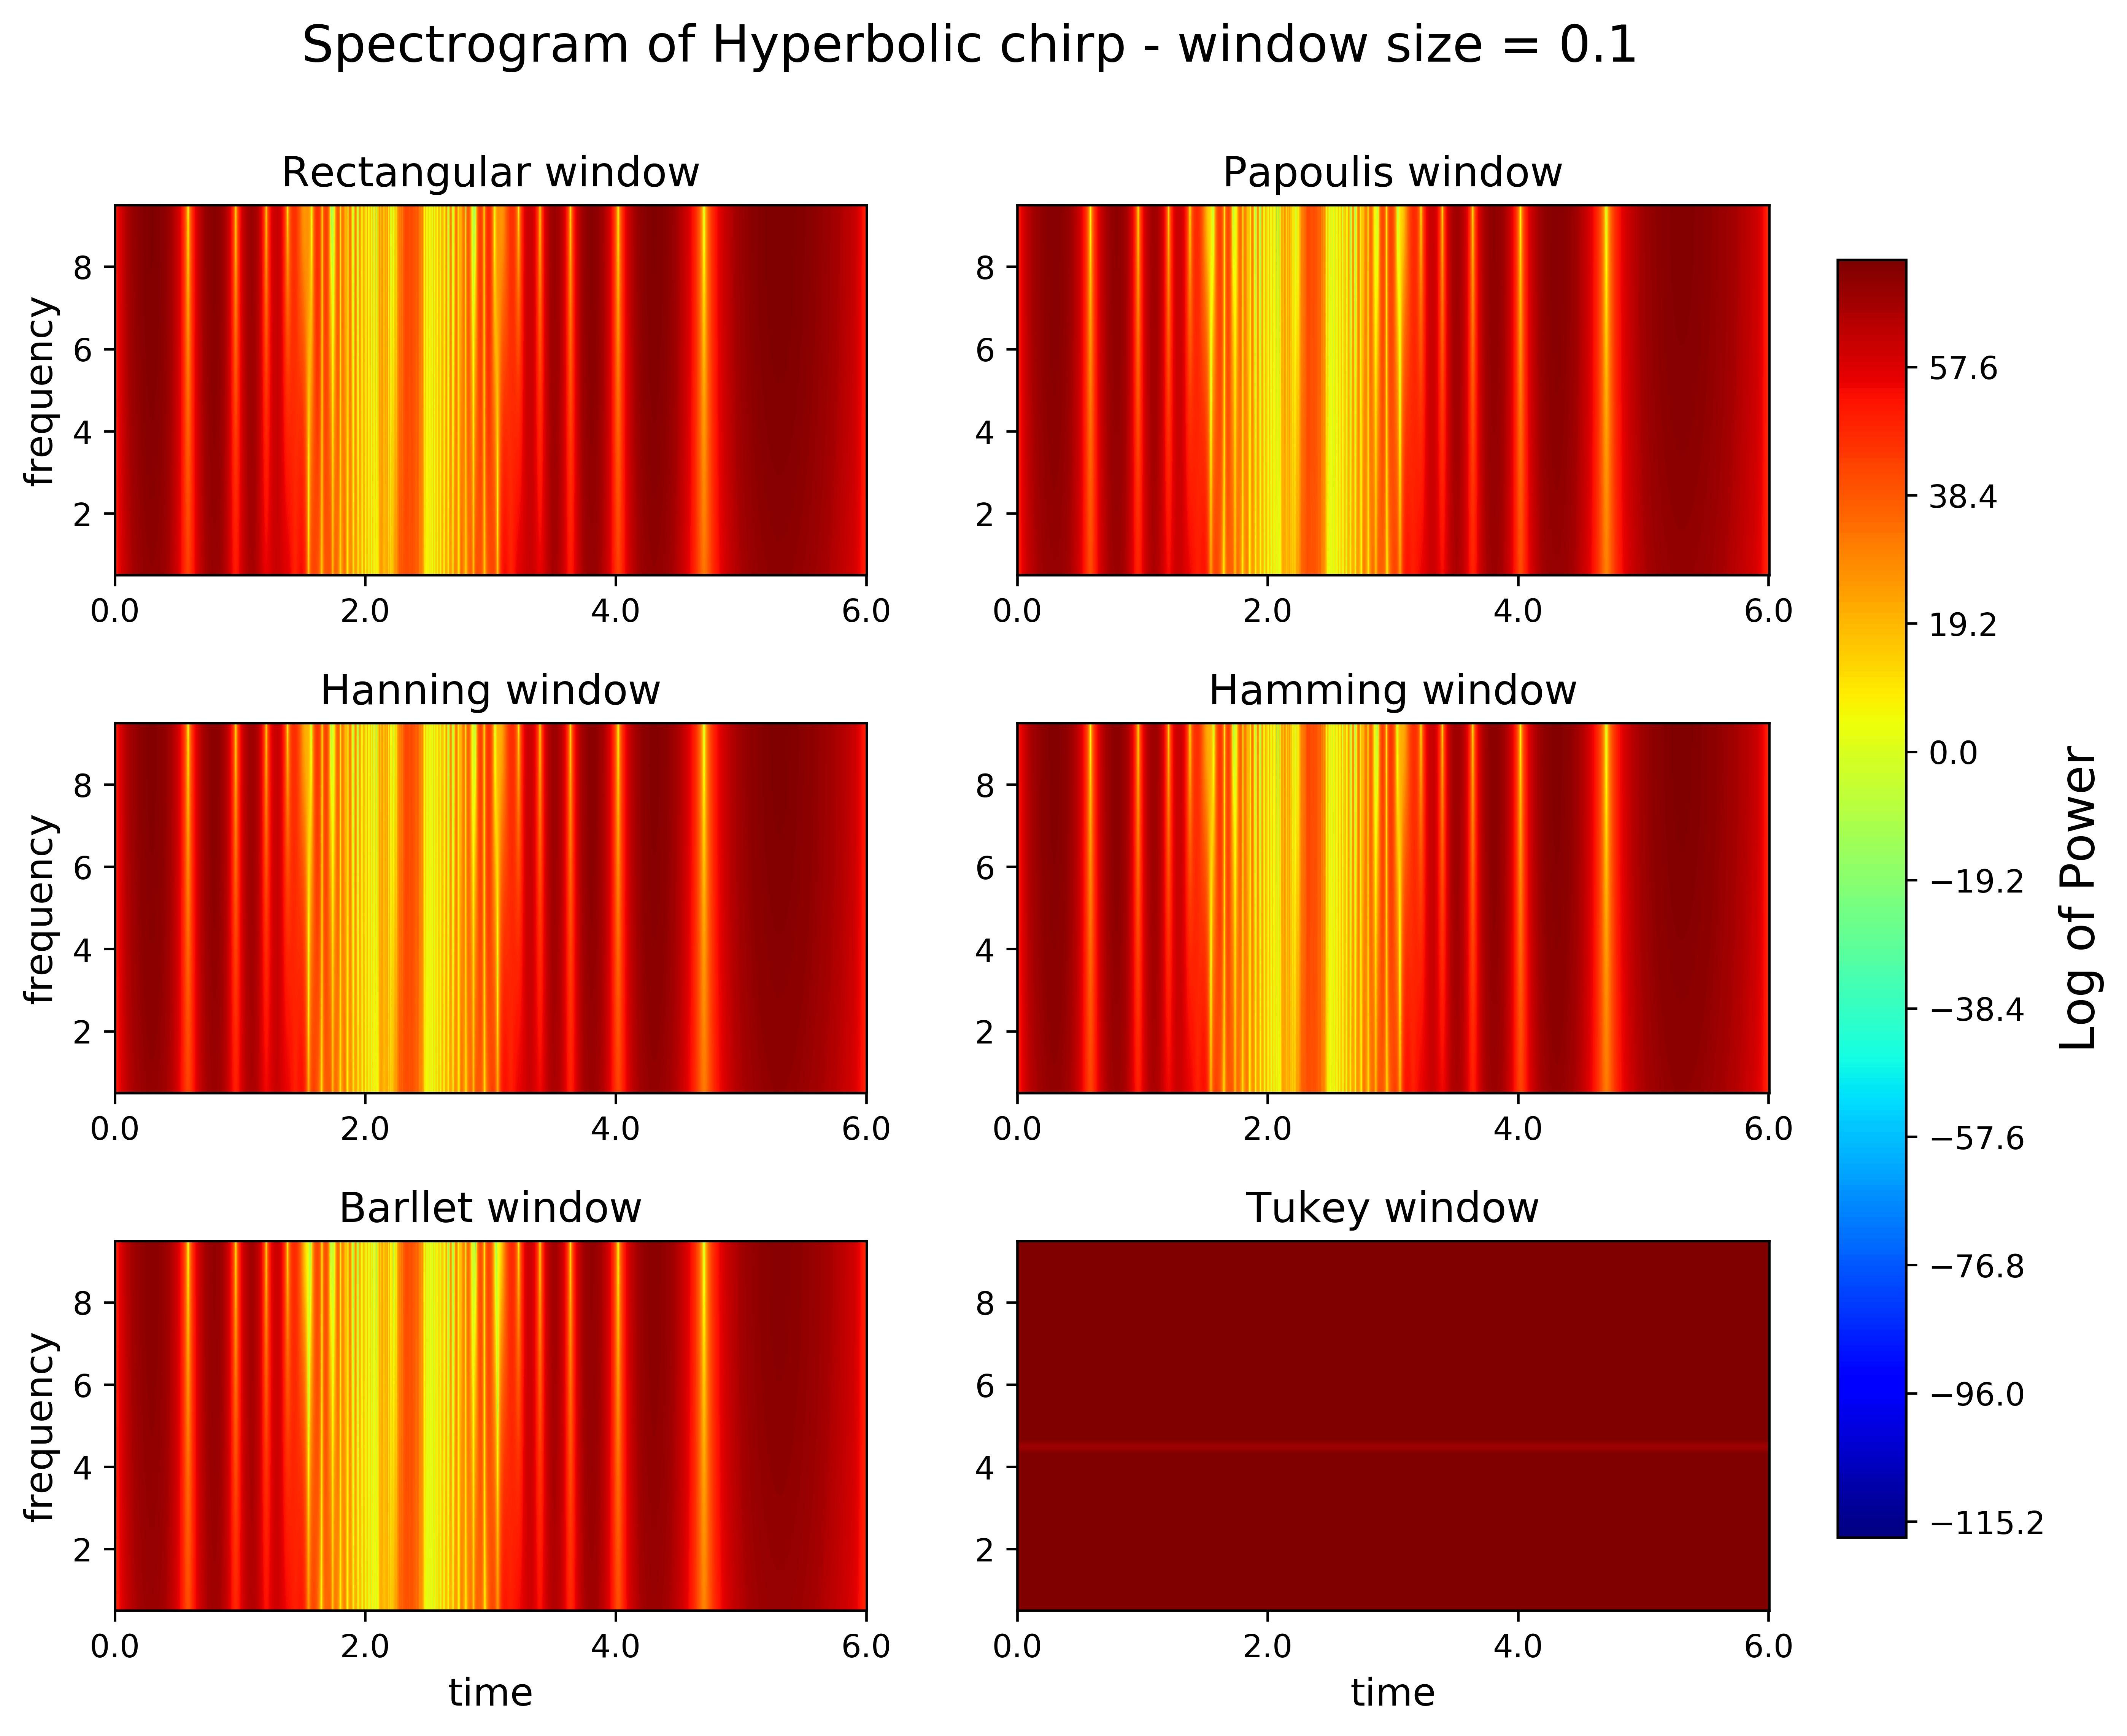 Spectrogram of Hyperbolic chirp - window size = 0.1
Rectangular window
frequency
8
6
4
2
0.0 2.0 4.0 6.0
Papoulis window
8
6
4
2
0.0 2.0 4.0 6.0
Hanning window
frequency
8
6
4
2
0.0 2.0 4.0 6.0
Hamming window
8
6
4
2
0.0 2.0 4.0 6.0
Barllet window
frequency
8
6
4
2
0.0 2.0 4.0 6.0
time
Tukey window
8
6
4
2
0.0 2.0 4.0 6.0
time
57.6
38.4
19.2
0.0
−19.2
−38.4
−57.6
−76.8
−96.0
−115.2
Log of Power